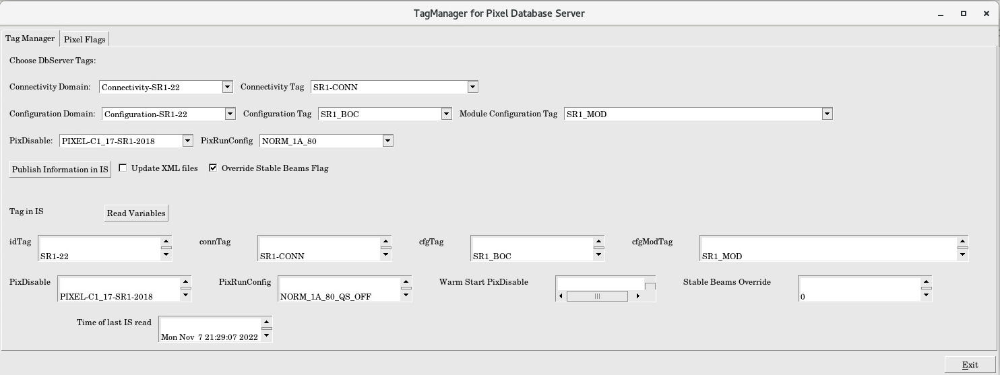 TagManager for Pixel Database Server
Tag Manager Pixel Flags
Choose DbServer Tags:
Connectivity Domain: Connectivity-SR1-22 Connectivity Tag SR1-CONN
Configuration Domain: Configuration-SR1-22 Configuration Tag SR1_BOC Module Configuration Tag SR1_MOD
PixDisable: PIXEL-C1_17-SR1-2018 PixRunConfig NORM_1A_80
Publish Information in IS Update XML files Override Stable Beams Flag
Tag in IS Read Variables
idTag SR1-22 connTag SR1-CONN cfgTag SR1_BOC cfgModTag SR1_MOD
PixDisable PIXEL-C1_17-SR1-2018 PixRunConfig NORM_1A_80_QS_OFF Warm Start PixDisable Stable Beams Override 0
Time of last IS read Mon Nov 7 21:29:07 2022
Exit